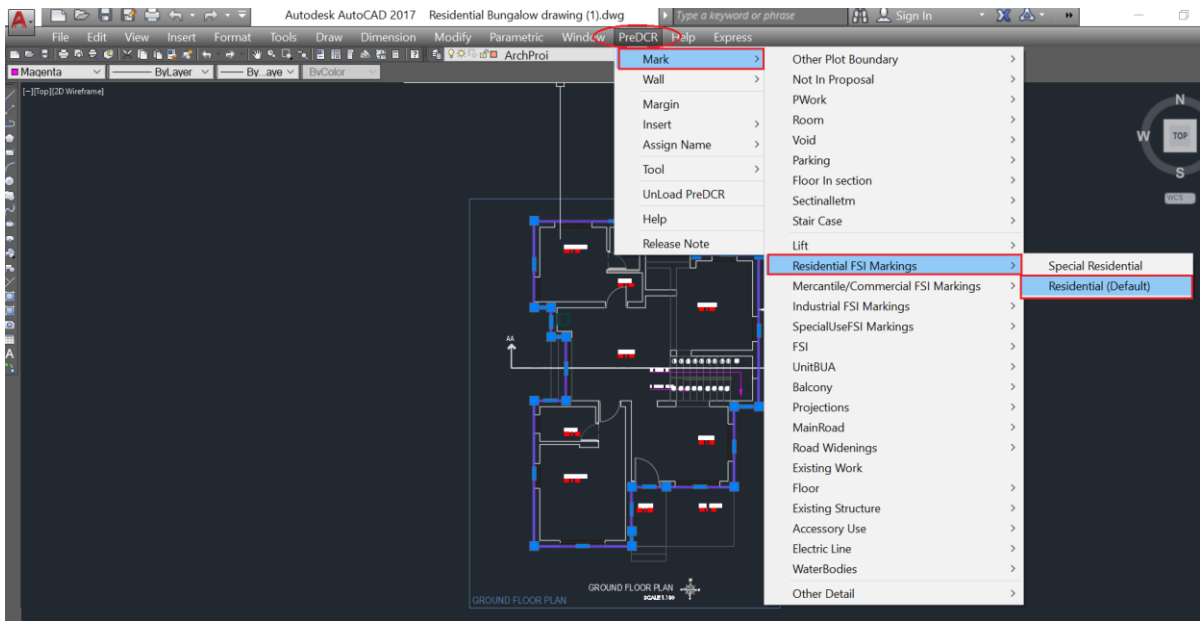 Autodesk AutoCAD 2017 Residential Bungalow drawing (1).dwg Type a keyword or phrase Sign In
File Edit View Insert Format Tools Draw Dimension Modify Parametric Window PreDCR Help Express
ArchProj
Magenta ByLayer By...aye ByColor
[-][Top][2D Wireframe]
Mark
Wall
Margin
Insert
Assign Name
Tool
UnLoad PreDCR
Help
Release Note
Other Plot Boundary
Not In Proposal
PWork
Room
Void
Parking
Floor In section
Sectinalletm
Stair Case
Lift
Residential FSI Markings
Mercantile/Commercial FSI Markings
Industrial FSI Markings
SpecialUseFSI Markings
FSI
UnitBUA
Balcony
Projections
MainRoad
Road Widenings
Existing Work
Floor
Existing Structure
Accessory Use
Electric Line
WaterBodies
Other Detail
Special Residential
Residential (Default)
N
W TOP
S
WCS
AA
A
GROUND FLOOR PLAN
SCALE 1:100
GROUND FLOOR PLAN